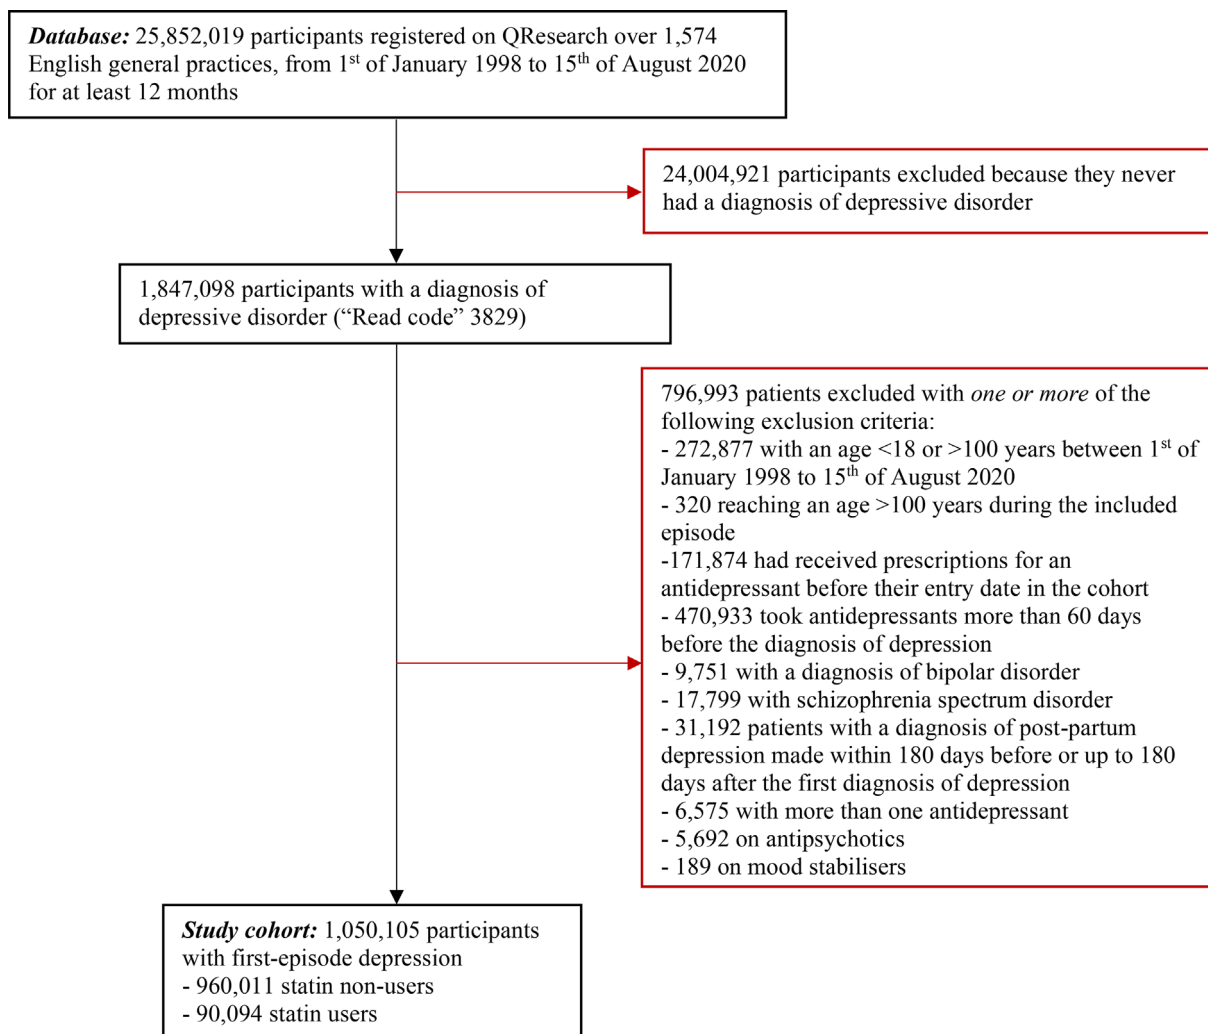 Database: 25,852,019 participants registered on QResearch over 1,574
English general practices, from 1st of January 1998 to 15th of August 2020
for at least 12 months
24,004,921 participants excluded because they never
had a diagnosis of depressive disorder
1,847,098 participants with a diagnosis of
depressive disorder (“Read code” 3829)
796,993 patients excluded with one or more of the
following exclusion criteria:
- 272,877 with an age <18 or >100 years between 1st of
January 1998 to 15th of August 2020
- 320 reaching an age >100 years during the included
episode
-171,874 had received prescriptions for an
antidepressant before their entry date in the cohort
- 470,933 took antidepressants more than 60 days
before the diagnosis of depression
- 9,751 with a diagnosis of bipolar disorder
- 17,799 with schizophrenia spectrum disorder
- 31,192 patients with a diagnosis of post-partum
depression made within 180 days before or up to 180
days after the first diagnosis of depression
- 6,575 with more than one antidepressant
- 5,692 on antipsychotics
- 189 on mood stabilisers
Study cohort: 1,050,105 participants
with first-episode depression
- 960,011 statin non-users
- 90,094 statin users